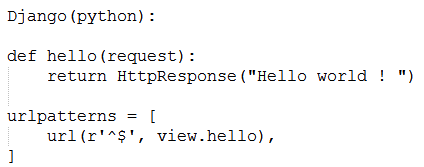 Django(python):
def hello(request):
    return HttpResponse("Hello world ! ")
urlpatterns = [
    url(r'^$', view.hello),
]